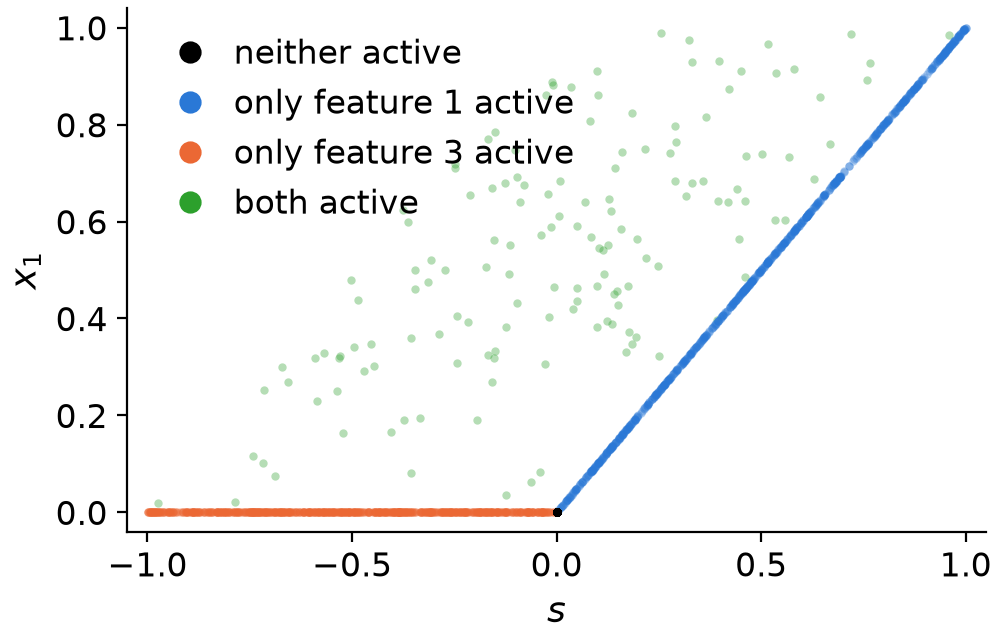 1.0
0.8
0.6
0.4
0.2
0.0
x₁
neither active
only feature 1 active
only feature 3 active
both active
−1.0 −0.5 0.0 0.5 1.0
s